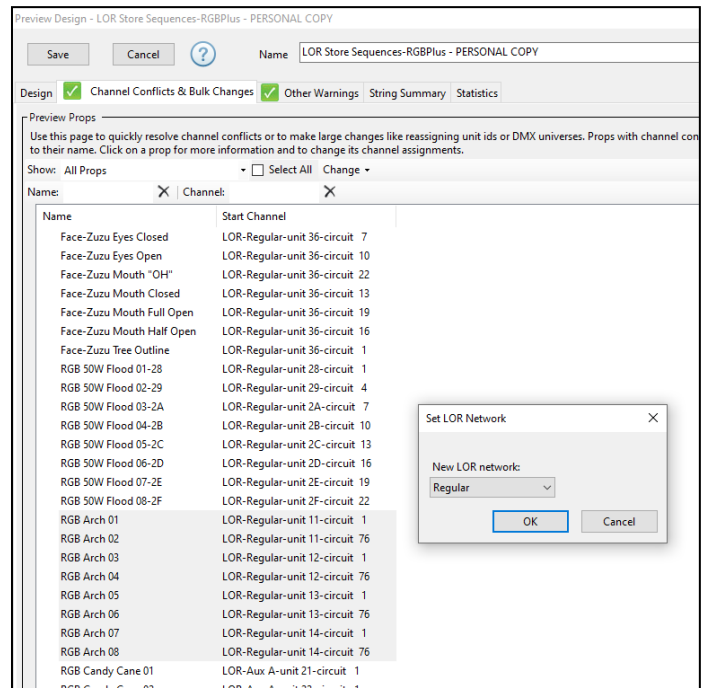 Preview Design - LOR Store Sequences-RGBPlus - PERSONAL COPY
Save Cancel ? Name LOR Store Sequences-RGBPlus - PERSONAL COPY
Design Channel Conflicts & Bulk Changes Other Warnings String Summary Statistics
Preview Props
Use this page to quickly resolve channel conflicts or to make large changes like reassigning unit ids or DMX universes. Props with channel con
to their name. Click on a prop for more information and to change its channel assignments.
Show: All Props Select All Change
Name: Channel:
Name Start Channel
Face-Zuzu Eyes Closed LOR-Regular-unit 36-circuit 7
Face-Zuzu Eyes Open LOR-Regular-unit 36-circuit 10
Face-Zuzu Mouth "OH" LOR-Regular-unit 36-circuit 22
Face-Zuzu Mouth Closed LOR-Regular-unit 36-circuit 13
Face-Zuzu Mouth Full Open LOR-Regular-unit 36-circuit 19
Face-Zuzu Mouth Half Open LOR-Regular-unit 36-circuit 16
Face-Zuzu Tree Outline LOR-Regular-unit 36-circuit 1
RGB 50W Flood 01-28 LOR-Regular-unit 28-circuit 1
RGB 50W Flood 02-29 LOR-Regular-unit 29-circuit 4
RGB 50W Flood 03-2A LOR-Regular-unit 2A-circuit 7
RGB 50W Flood 04-2B LOR-Regular-unit 2B-circuit 10
RGB 50W Flood 05-2C LOR-Regular-unit 2C-circuit 13
RGB 50W Flood 06-2D LOR-Regular-unit 2D-circuit 16
RGB 50W Flood 07-2E LOR-Regular-unit 2E-circuit 19
RGB 50W Flood 08-2F LOR-Regular-unit 2F-circuit 22
RGB Arch 01 LOR-Regular-unit 11-circuit 1
RGB Arch 02 LOR-Regular-unit 11-circuit 76
RGB Arch 03 LOR-Regular-unit 12-circuit 1
RGB Arch 04 LOR-Regular-unit 12-circuit 76
RGB Arch 05 LOR-Regular-unit 13-circuit 1
RGB Arch 06 LOR-Regular-unit 13-circuit 76
RGB Arch 07 LOR-Regular-unit 14-circuit 1
RGB Arch 08 LOR-Regular-unit 14-circuit 76
RGB Candy Cane 01 LOR-Aux A-unit 21-circuit 1
Set LOR Network
New LOR network:
Regular
OK Cancel